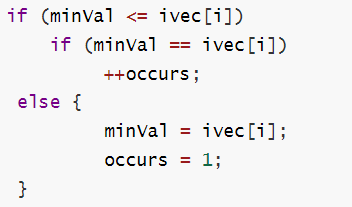 if (minVal <= ivec[i])
    if (minVal == ivec[i])
        ++occurs;
 else {
        minVal = ivec[i];
        occurs = 1;
 }